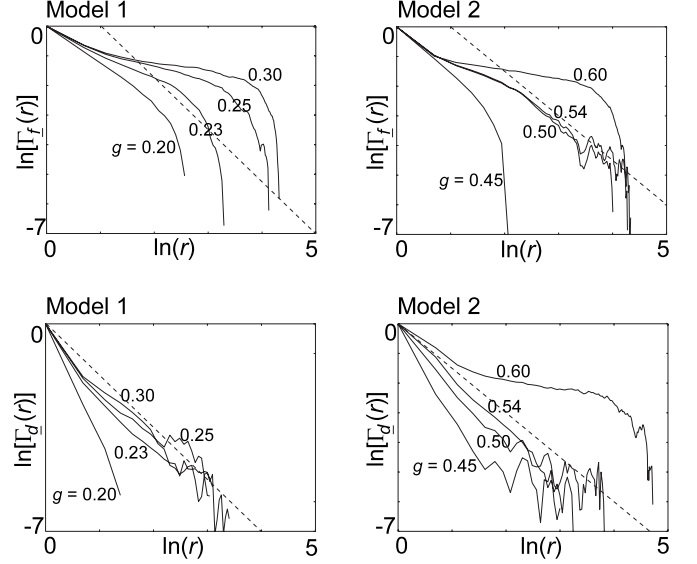 Model 1
0
ln[Γf(r)]
0.30
0.25
0.23
g = 0.20
-7
0
ln(r)
5
Model 2
0
ln[Γf(r)]
0.60
0.54
0.50
g = 0.45
-7
0
ln(r)
5
Model 1
0
ln[Γd(r)]
0.30
0.25
0.23
g = 0.20
-7
0
ln(r)
5
Model 2
0
ln[Γd(r)]
0.60
0.54
0.50
g = 0.45
-7
0
ln(r)
5